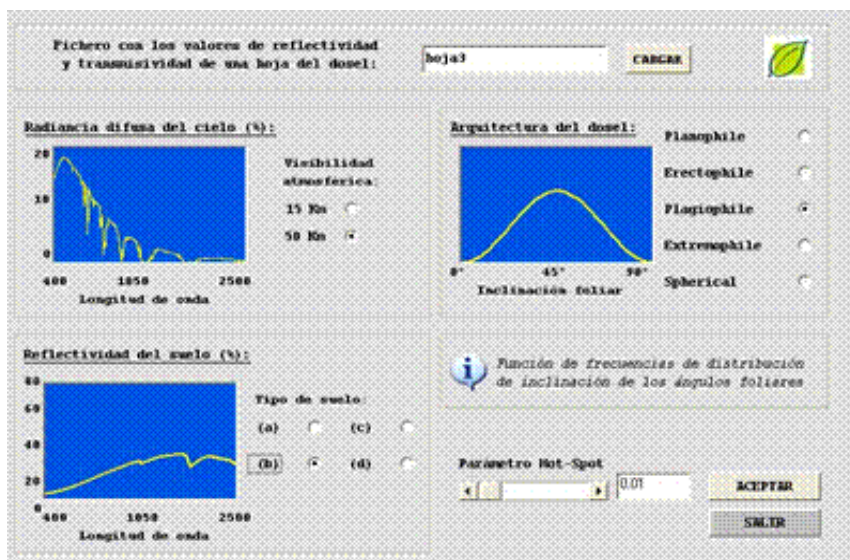 Fichero con los valores de reflectividad
y transmisividad de una hoja del dosel:
hoja3
CARGAR
Radiancia difusa del cielo (%):
20
10
0
400 1050 2500
Longitud de onda
Visibilidad
atmosferica:
15 Km
50 Km
Arquitectura del dosel:
0° 45° 90°
Inclinación foliar
Planophile
Erectophile
Plagiophile
Extremophile
Spherical
Reflectividad del suelo (%):
80
60
40
20
0
400 1050 2500
Longitud de onda
Tipo de suelo:
(a) (c)
(b) (d)
Función de frecuencias de distribución
de inclinación de los ángulos foliares
Parametro Hot-Spot
0.01
ACEPTAR
SALIR